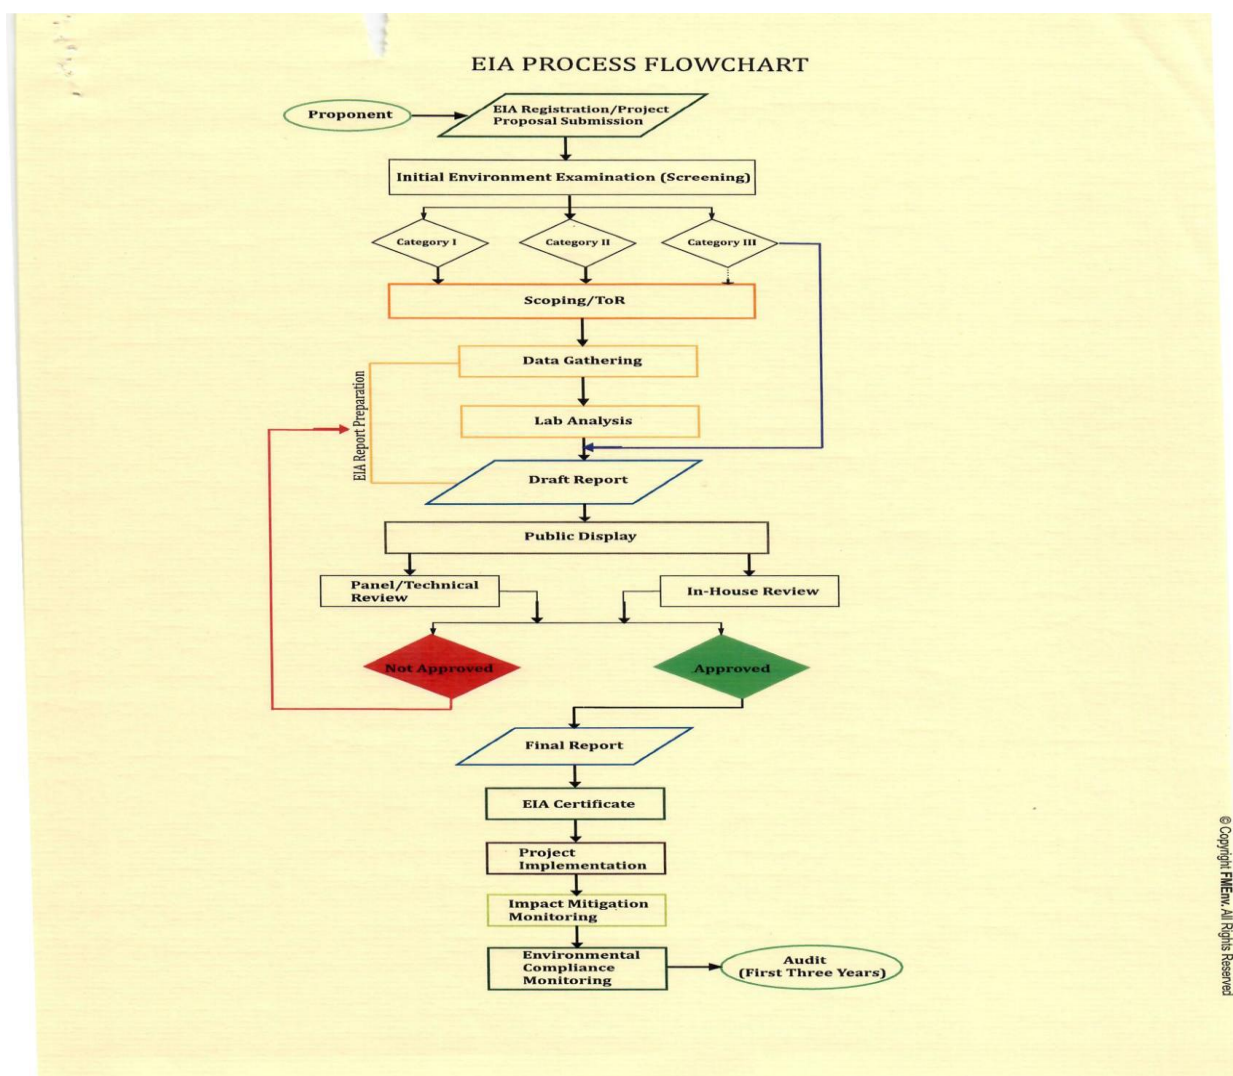 EIA PROCESS FLOWCHART
Proponent
EIA Registration/Project
Proposal Submission
Initial Environment Examination (Screening)
Category I
Category II
Category III
Scoping/ToR
Data Gathering
EIA Report Preparation
Lab Analysis
Draft Report
Public Display
Panel/Technical
Review
In-House Review
Not Approved
Approved
Final Report
EIA Certificate
Project
Implementation
Impact Mitigation
Monitoring
Environmental
Compliance
Monitoring
Audit
(First Three Years)
© Copyright FMEnv. All Rights Reserved